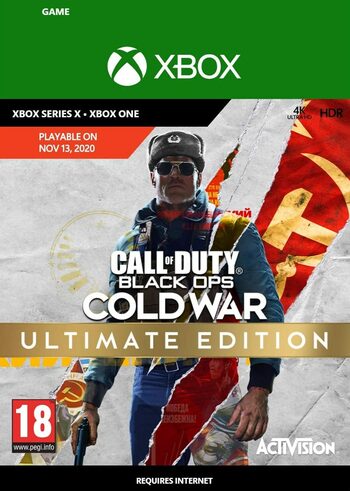 GAME
XBOX
XBOX SERIES X • XBOX ONE
PLAYABLE ON
NOV 13, 2020
4K
ULTRA HD
HDR
CALL OF DUTY®
BLACK OPS
COLD WAR
ULTIMATE EDITION
ПОБЕДА
18
www.pegi.info
ACTIVISION
REQUIRES INTERNET